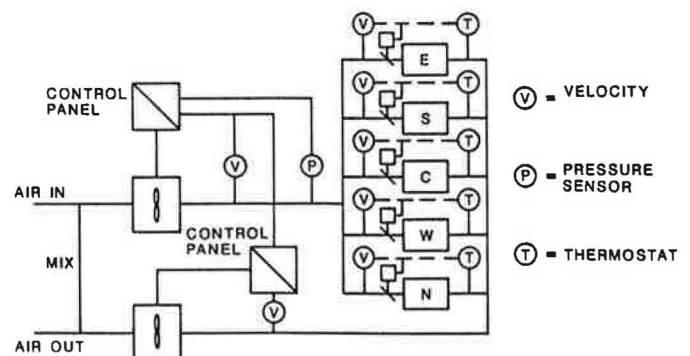 V
T
E
V
T
S
V
T
C
V
T
W
V
T
N
CONTROL
PANEL
V
P
AIR IN
MIX
CONTROL
PANEL
V
AIR OUT
V = VELOCITY
P = PRESSURE
SENSOR
T = THERMOSTAT